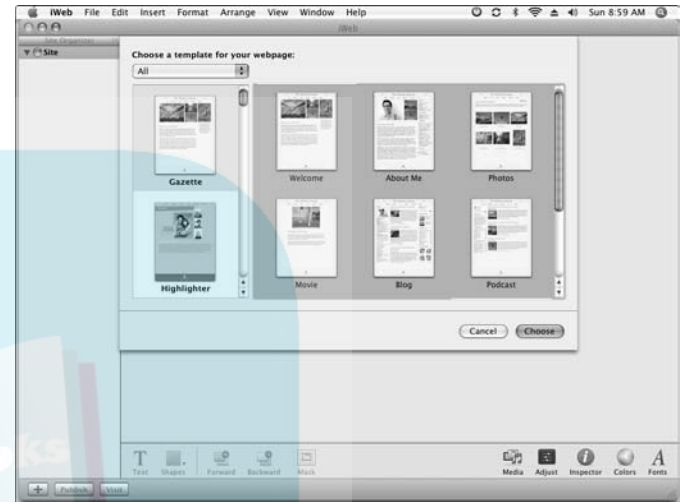 iWeb File Edit Insert Format Arrange View Window Help Sun 8:59 AM
iWeb
Site Organizer
Site
Choose a template for your webpage:
All
Gazette
Highlighter
Welcome About Me Photos
Movie Blog Podcast
Cancel Choose
Text Shapes Forward Backward Mask Media Adjust Inspector Colors Fonts
Publish Visit